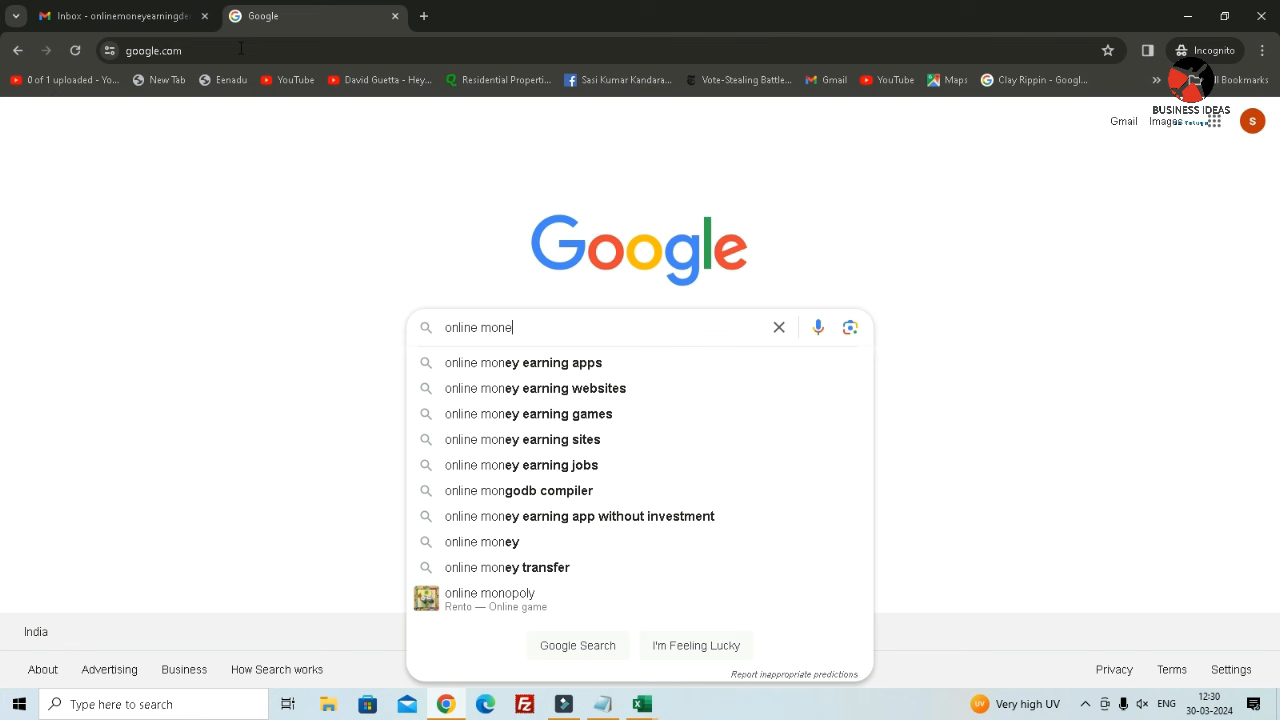 Inbox - onlinemoneyearningde
Google
google.com
Incognito
0 of 1 uploaded - Yo...
New Tab
Eenadu
YouTube
David Guetta - Hey...
Residential Properti...
Sasi Kumar Kandara...
Vote-Stealing Battle...
Gmail
YouTube
Maps
Clay Rippin - Googl...
ll Bookmarks
BUSINESS IDEAS
Gmail
Images
S
Google
online mone
online money earning apps
online money earning websites
online money earning games
online money earning sites
online money earning jobs
online mongodb compiler
online money earning app without investment
online money
online money transfer
online monopoly
Rento — Online game
Google Search
I'm Feeling Lucky
Report inappropriate predictions
India
About
Advertising
Business
How Search works
Privacy
Terms
Settings
Type here to search
UV
Very high UV
12:30
30-03-2024